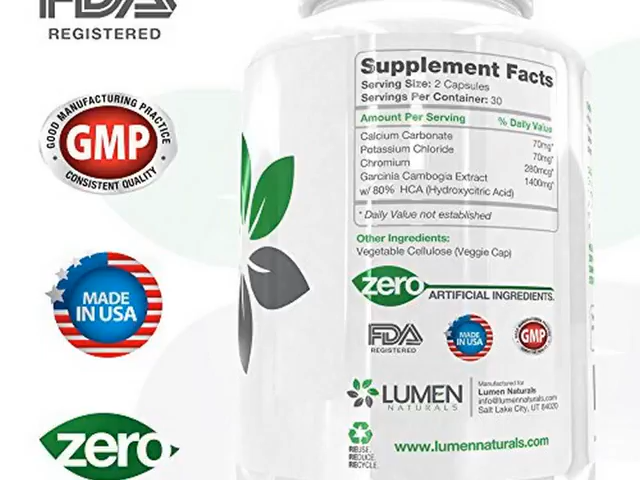 FDA
REGISTERED
GOOD MANUFACTURING PRACTICE
GMP
CONSISTENT QUALITY
MADE
IN USA
zero
Supplement Facts
Serving Size: 2 Capsules
Servings Per Container: 30
Amount Per Serving % Daily Value
Calcium Carbonate 70mg*
Potassium Chloride 70mg*
Chromium 280mcg*
Garcinia Cambogia Extract 1400mg*
w/ 80% HCA (Hydroxycitric Acid)
* Daily Value not established
Other Ingredients:
Vegetable Cellulose (Veggie Cap)
zero ARTIFICIAL INGREDIENTS.
FDA
REGISTERED
MADE
IN USA
GMP
LUMEN
NATURALS
Manufactured for
Lumen Naturals
info@lumennaturals.com
Salt Lake City, UT 84020
REUSE.
REDUCE.
RECYCLE.
www.lumennaturals.com